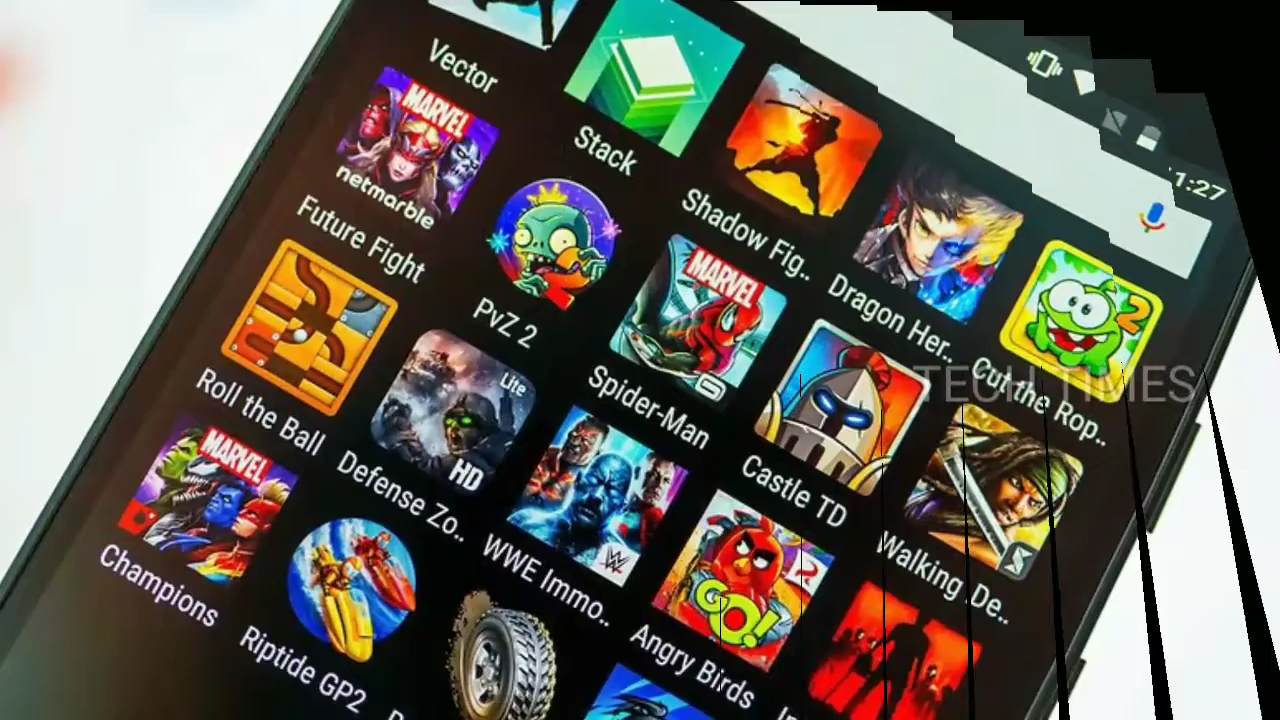 1:27
Vector
Stack
Shadow Fig..
Dragon Her..
Cut the Rop..
MARVEL
netmarble
Future Fight
PvZ 2
MARVEL
Spider-Man
Castle TD
Walking De..
2
TECH TIMES
Roll the Ball
Lite
HD
Defense Zo..
WWE Immo..
2
GO!
Angry Birds
MARVEL
Champions
Riptide GP2